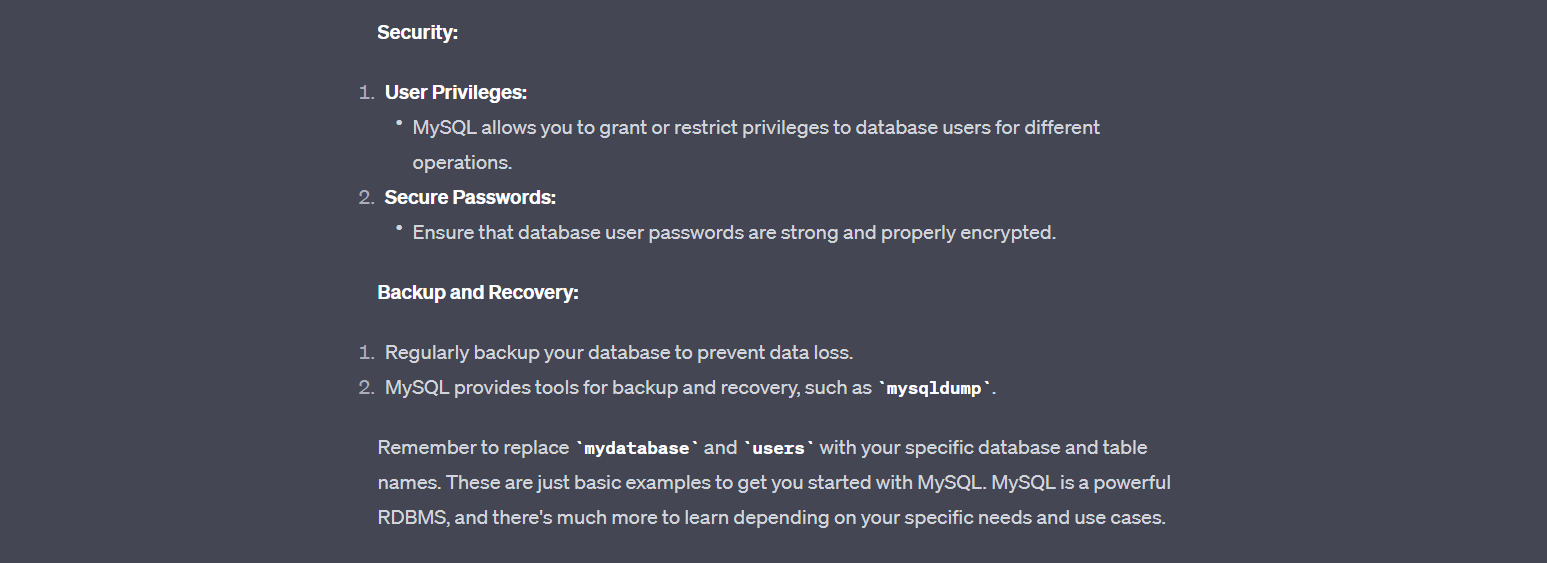 Security:
1. User Privileges:
• MySQL allows you to grant or restrict privileges to database users for different
operations.
2. Secure Passwords:
• Ensure that database user passwords are strong and properly encrypted.
Backup and Recovery:
1. Regularly backup your database to prevent data loss.
2. MySQL provides tools for backup and recovery, such as `mysqldump`.
Remember to replace `mydatabase` and `users` with your specific database and table
names. These are just basic examples to get you started with MySQL. MySQL is a powerful
RDBMS, and there's much more to learn depending on your specific needs and use cases.